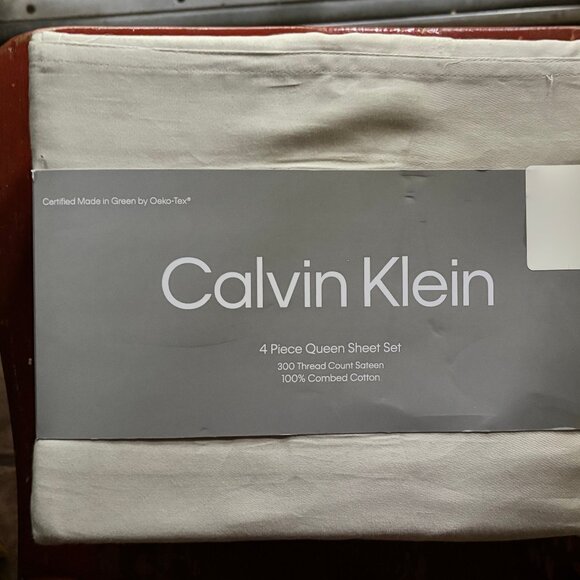 Certified Made in Green by Oeko-Tex®
Calvin Klein
4 Piece Queen Sheet Set
300 Thread Count Sateen
100% Combed Cotton